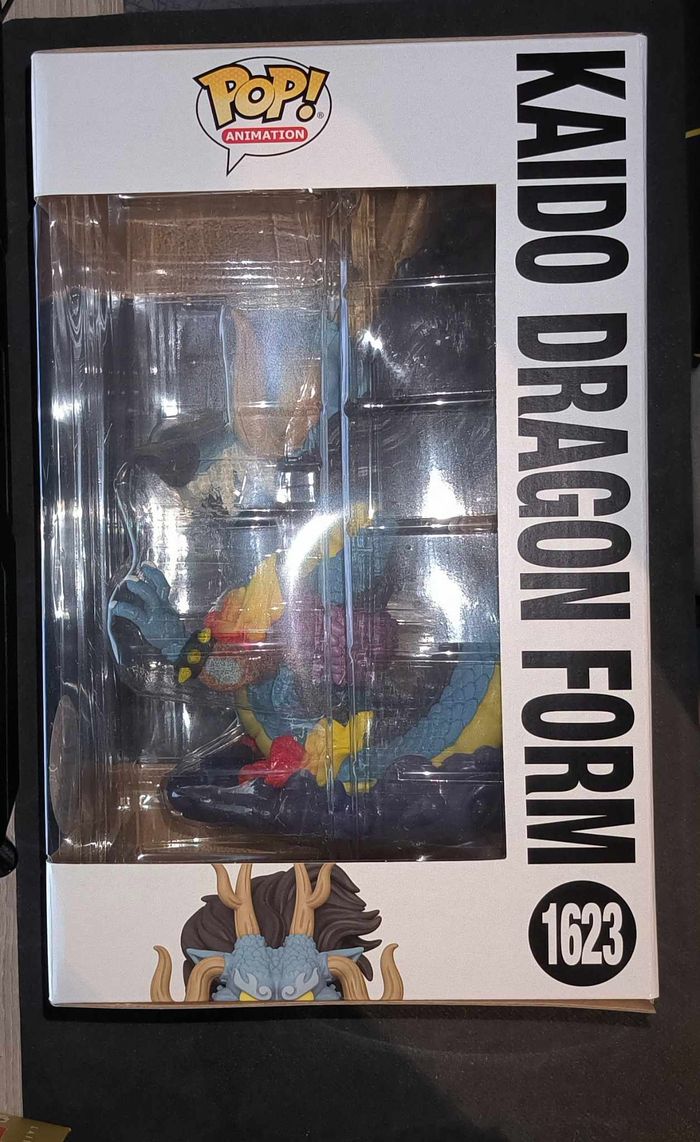 POP!
ANIMATION
KAIDO DRAGON FORM
1623